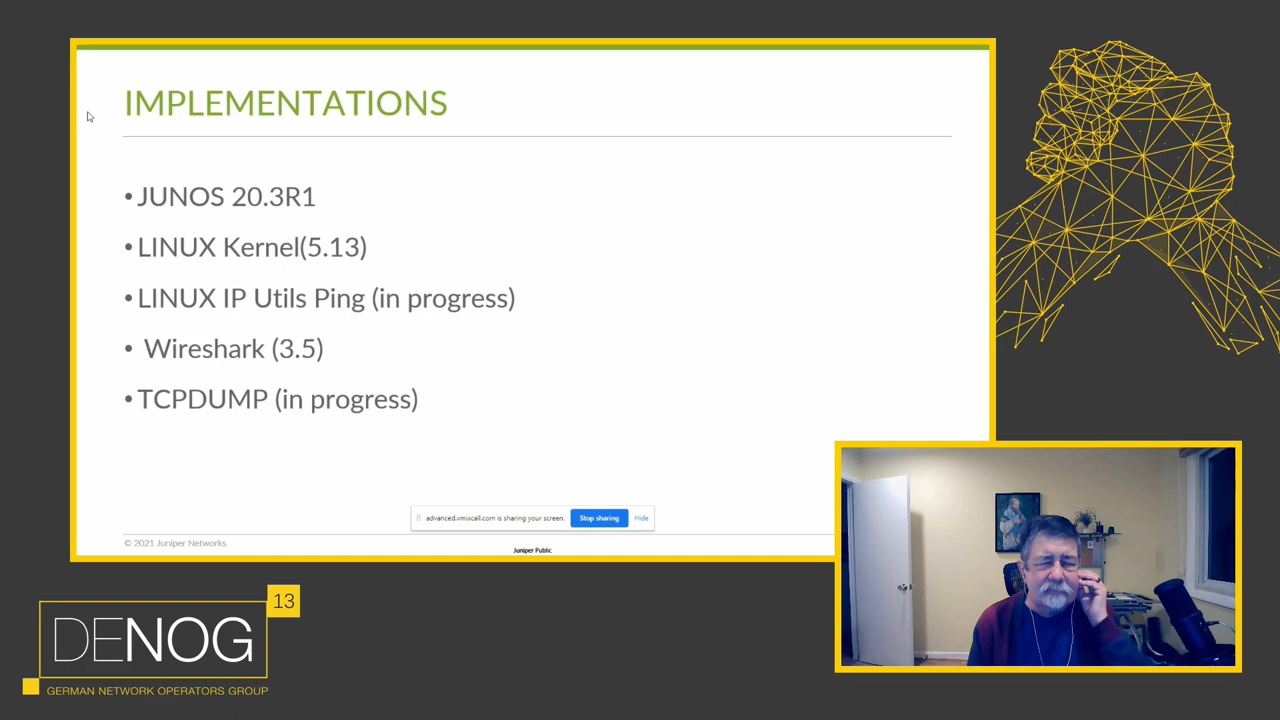 IMPLEMENTATIONS
• JUNOS 20.3R1
• LINUX Kernel(5.13)
• LINUX IP Utils Ping (in progress)
• Wireshark (3.5)
• TCPDUMP (in progress)
advanced.vmixcall.com is sharing your screen. Stop sharing Hide
© 2021 Juniper Networks
Juniper Public
13
DENOG
GERMAN NETWORK OPERATORS GROUP